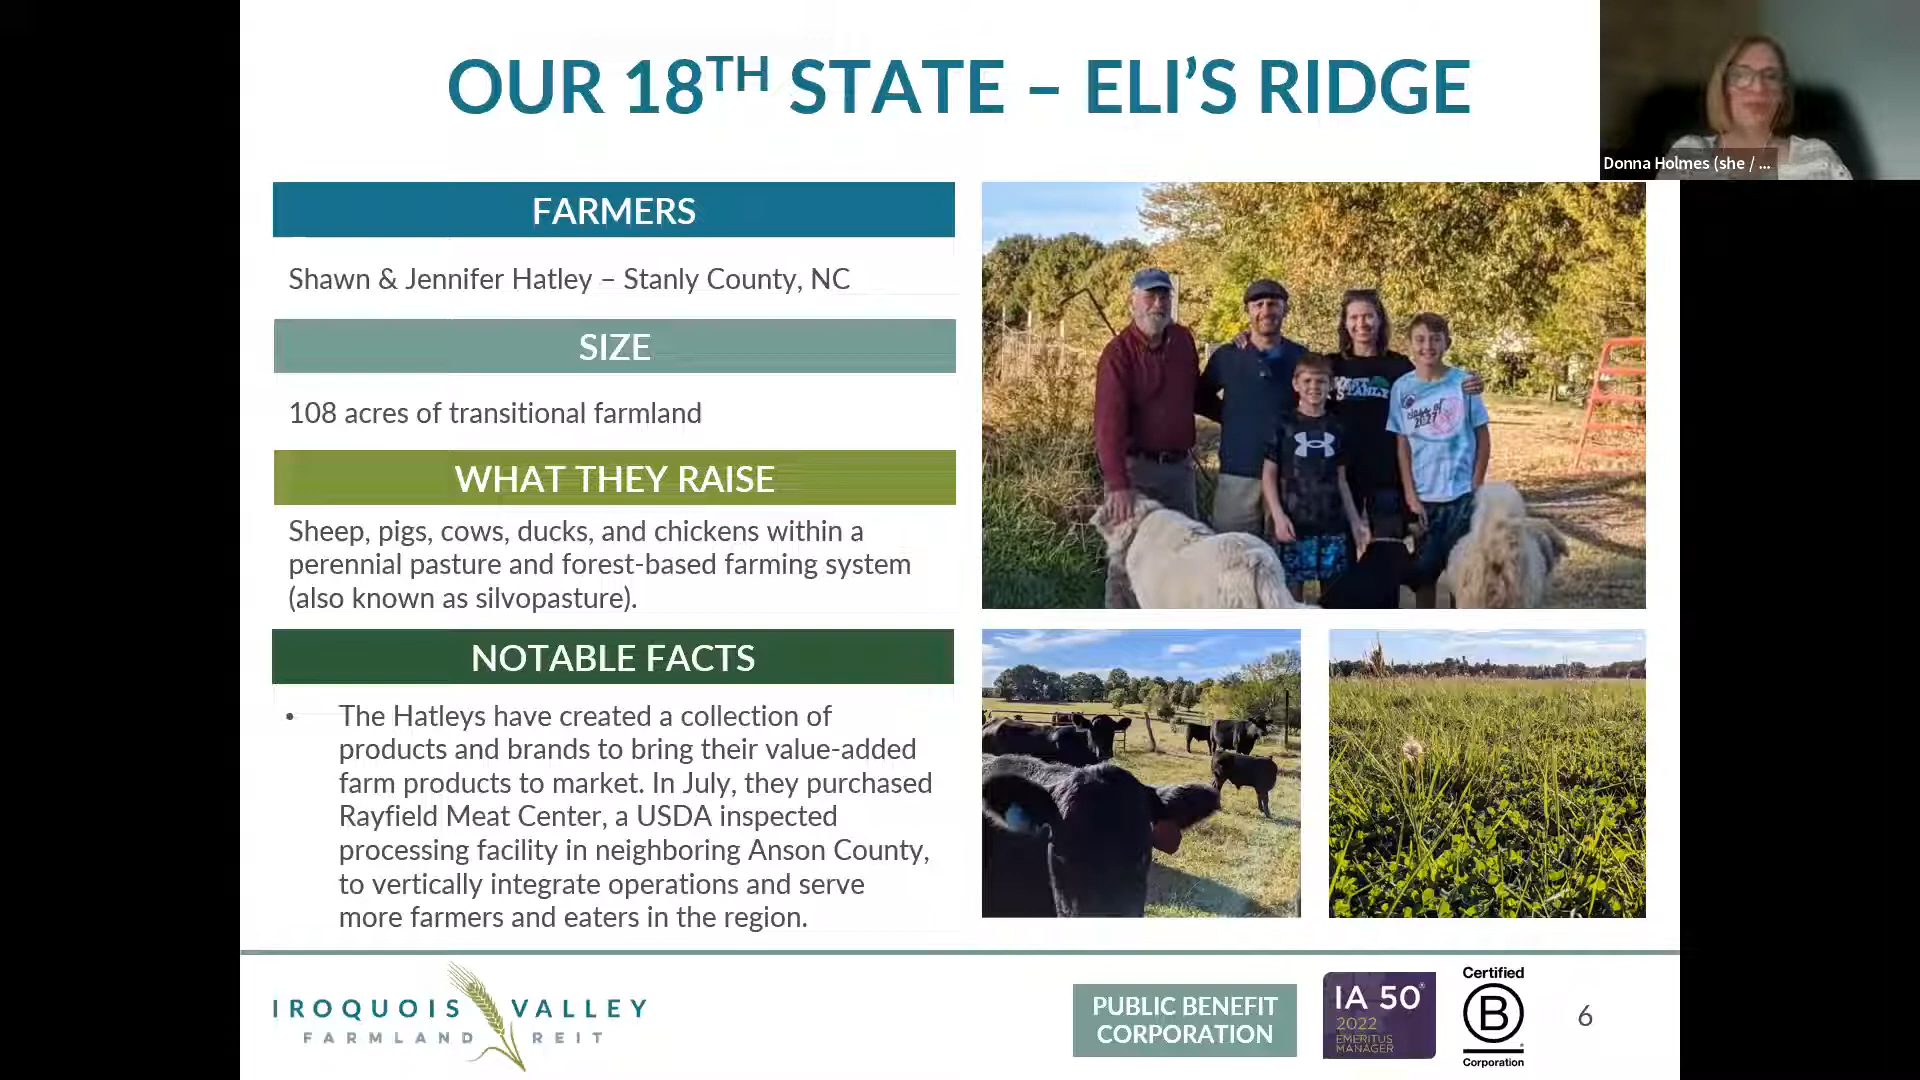 OUR 18TH STATE – ELI'S RIDGE
Donna Holmes (she / ...
FARMERS
Shawn & Jennifer Hatley – Stanly County, NC
SIZE
108 acres of transitional farmland
WHAT THEY RAISE
Sheep, pigs, cows, ducks, and chickens within a
perennial pasture and forest-based farming system
(also known as silvopasture).
NOTABLE FACTS
• The Hatleys have created a collection of
products and brands to bring their value-added
farm products to market. In July, they purchased
Rayfield Meat Center, a USDA inspected
processing facility in neighboring Anson County,
to vertically integrate operations and serve
more farmers and eaters in the region.
STANLY
class of
2027
IROQUOIS VALLEY
FARMLAND REIT
PUBLIC BENEFIT
CORPORATION
IA 50
2022
EMERITUS
MANAGER
Certified
B
Corporation
6